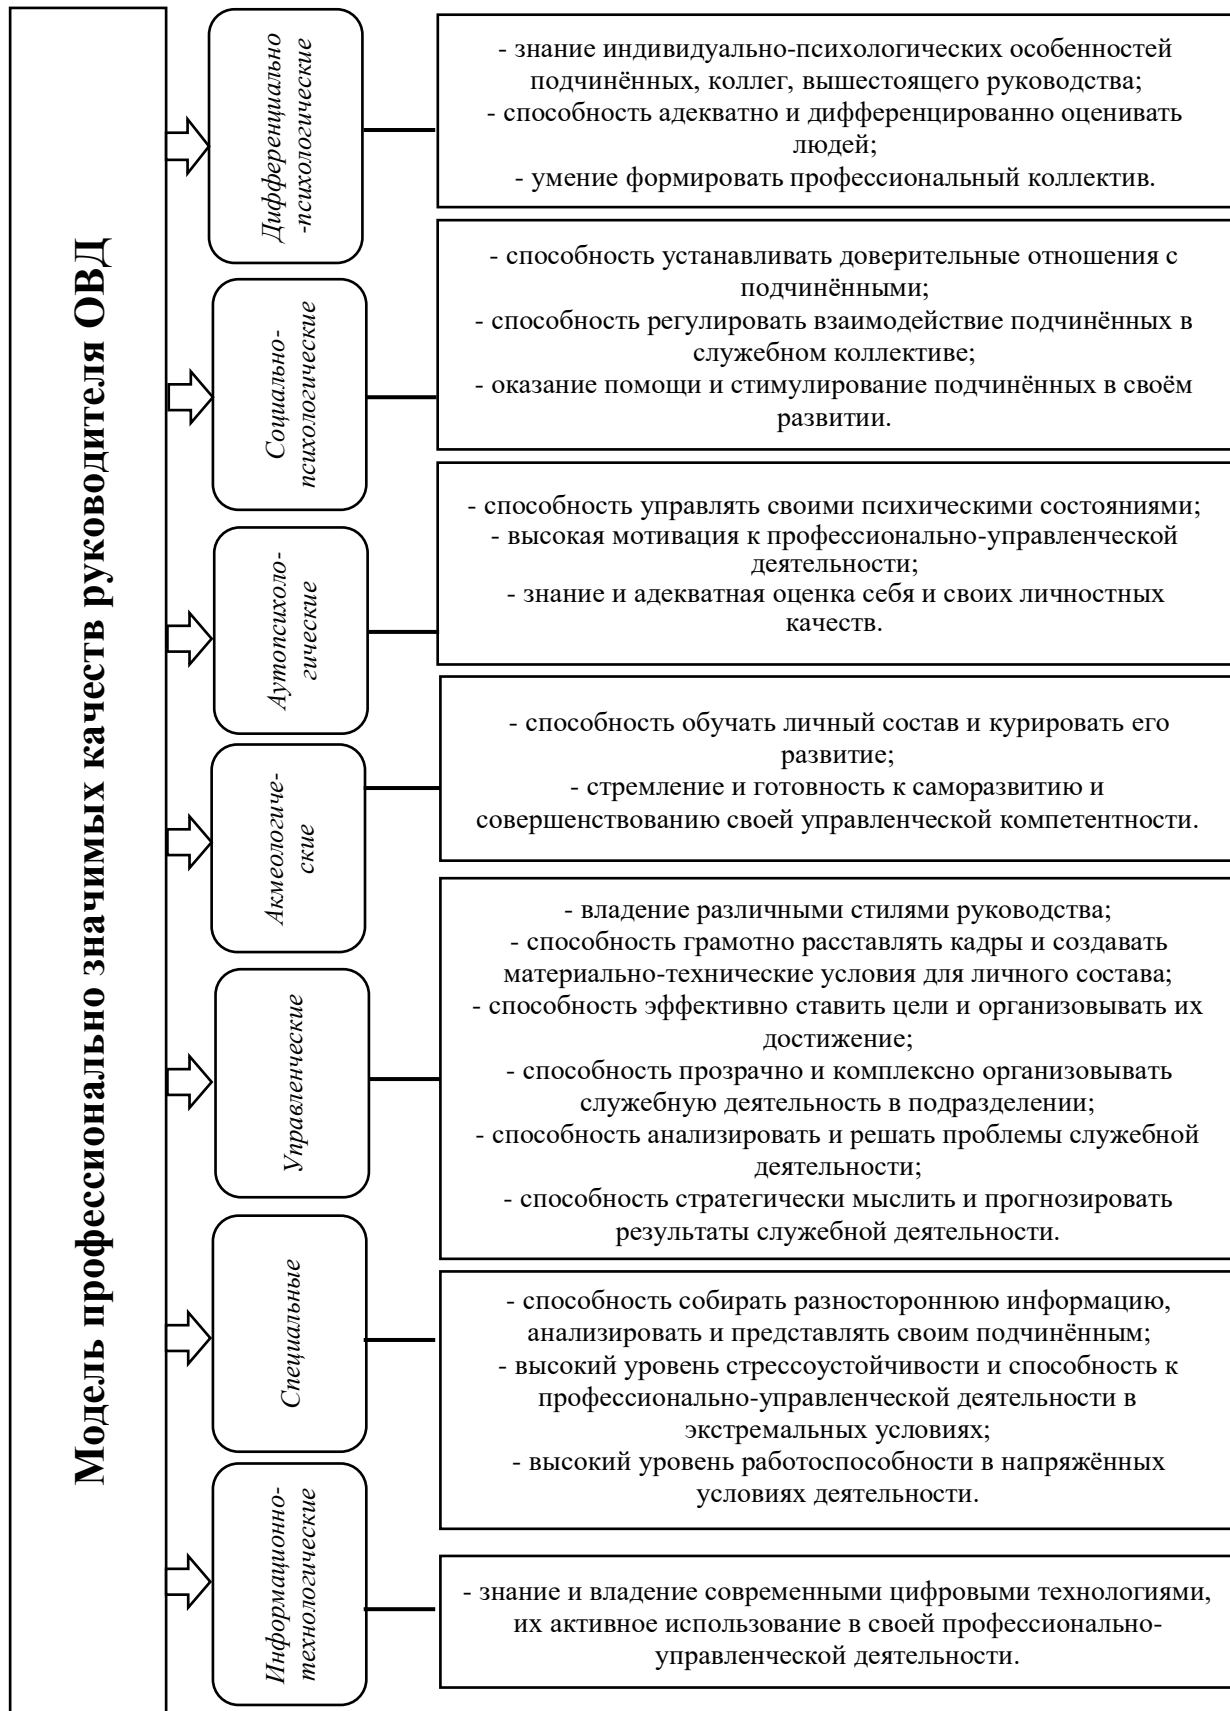 Модель профессионально значимых качеств руководителя ОВД
Дифференциально
-психологические
- знание индивидуально-психологических особенностей
подчинённых, коллег, вышестоящего руководства;
- способность адекватно и дифференцированно оценивать
людей;
- умение формировать профессиональный коллектив.
Социально-
психологические
- способность устанавливать доверительные отношения с
подчинёнными;
- способность регулировать взаимодействие подчинённых в
служебном коллективе;
- оказание помощи и стимулирование подчинённых в своём
развитии.
Аутопсихоло-
гические
- способность управлять своими психическими состояниями;
- высокая мотивация к профессионально-управленческой
деятельности;
- знание и адекватная оценка себя и своих личностных
качеств.
Акмеологиче-
ские
- способность обучать личный состав и курировать его
развитие;
- стремление и готовность к саморазвитию и
совершенствованию своей управленческой компетентности.
Управленческие
- владение различными стилями руководства;
- способность грамотно расставлять кадры и создавать
материально-технические условия для личного состава;
- способность эффективно ставить цели и организовывать их
достижение;
- способность прозрачно и комплексно организовывать
служебную деятельность в подразделении;
- способность анализировать и решать проблемы служебной
деятельности;
- способность стратегически мыслить и прогнозировать
результаты служебной деятельности.
Специальные
- способность собирать разностороннюю информацию,
анализировать и представлять своим подчинённым;
- высокий уровень стрессоустойчивости и способность к
профессионально-управленческой деятельности в
экстремальных условиях;
- высокий уровень работоспособности в напряжённых
условиях деятельности.
Информационно-
технологические
- знание и владение современными цифровыми технологиями,
их активное использование в своей профессионально-
управленческой деятельности.